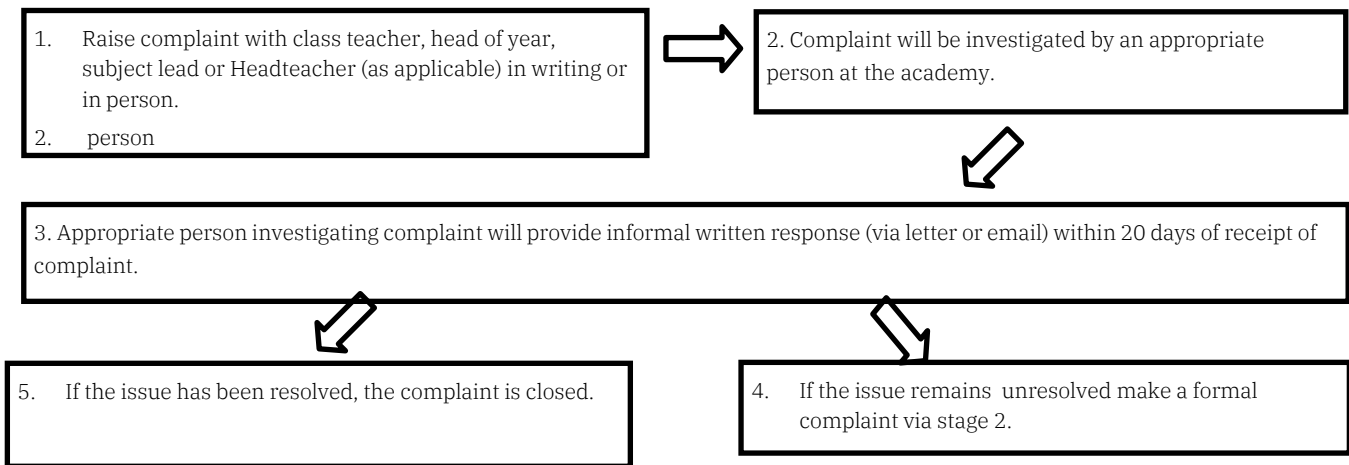 1. Raise complaint with class teacher, head of year,
subject lead or Headteacher (as applicable) in writing or
in person.
2. person
2. Complaint will be investigated by an appropriate
person at the academy.
3. Appropriate person investigating complaint will provide informal written response (via letter or email) within 20 days of receipt of
complaint.
5. If the issue has been resolved, the complaint is closed.
4. If the issue remains unresolved make a formal
complaint via stage 2.